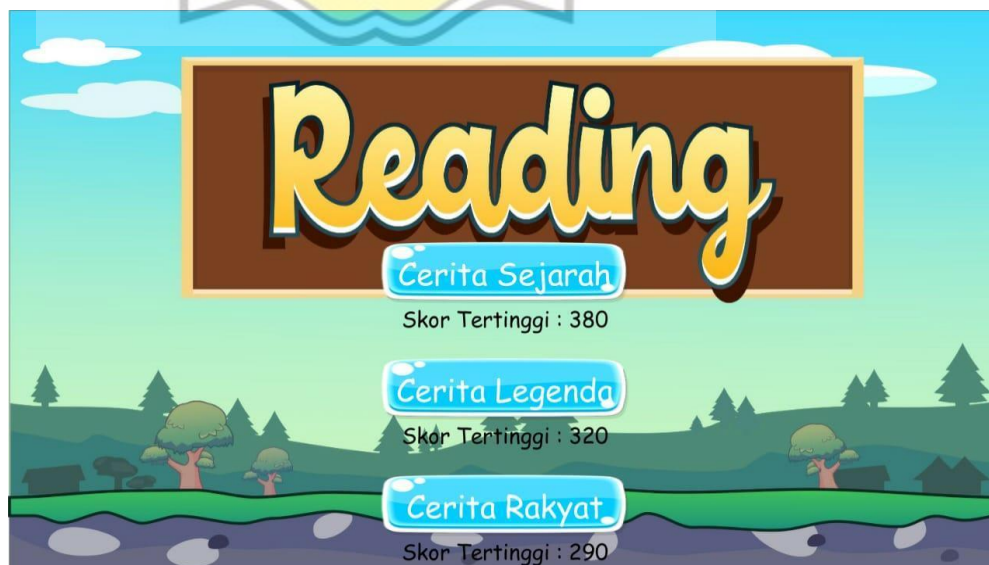 Reading
Cerita Sejarah
Skor Tertinggi : 380
Cerita Legenda
Skor Tertinggi : 320
Cerita Rakyat
Skor Tertinggi : 290